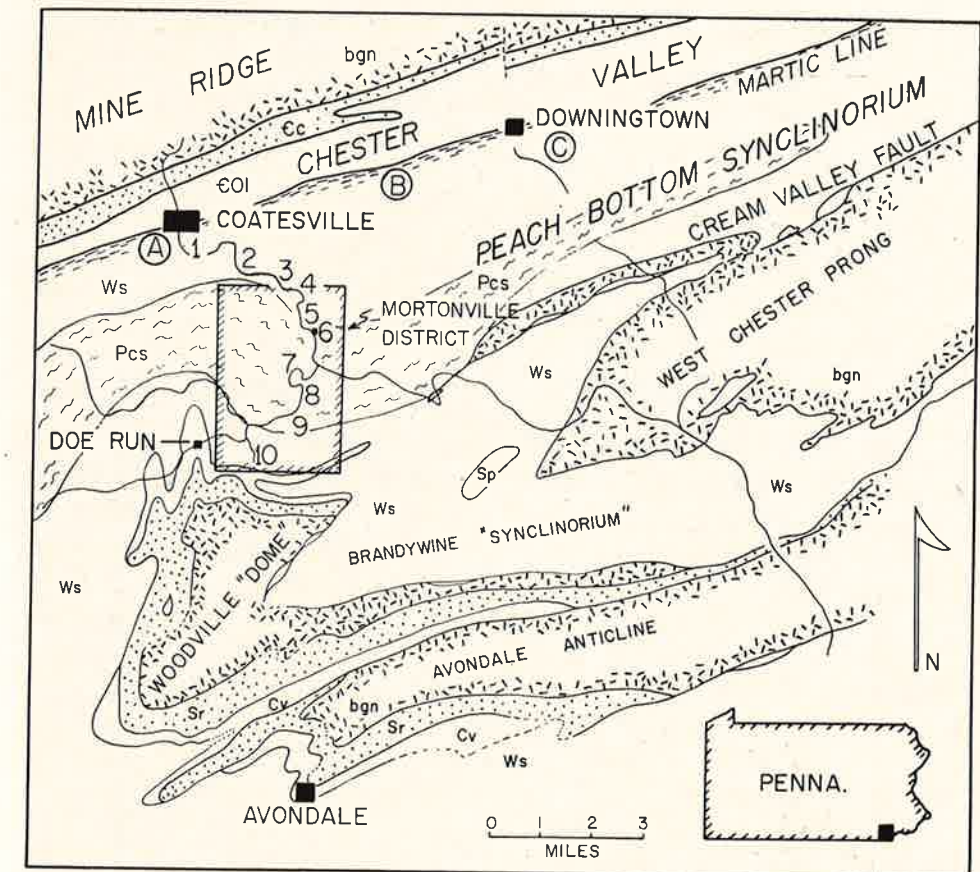 MINE RIDGE
bgn
VALLEY
MARTIC LINE
Єc
CHESTER
DOWNINGTOWN
C
B
ЄOl
COATESVILLE
PEACH BOTTOM SYNCLINORIUM
CREAM VALLEY FAULT
A
1
2
3
4
5
6
7
8
9
10
Ws
Pcs
MORTONVILLE
DISTRICT
Pcs
WEST CHESTER PRONG
Ws
bgn
DOE RUN
Sp
Ws
Ws
BRANDYWINE "SYNCLINORIUM"
Ws
WOODVILLE "DOME"
AVONDALE ANTICLINE
N
Sr
Cv
bgn
Sr
Cv
Ws
PENNA.
AVONDALE
0 1 2 3
MILES